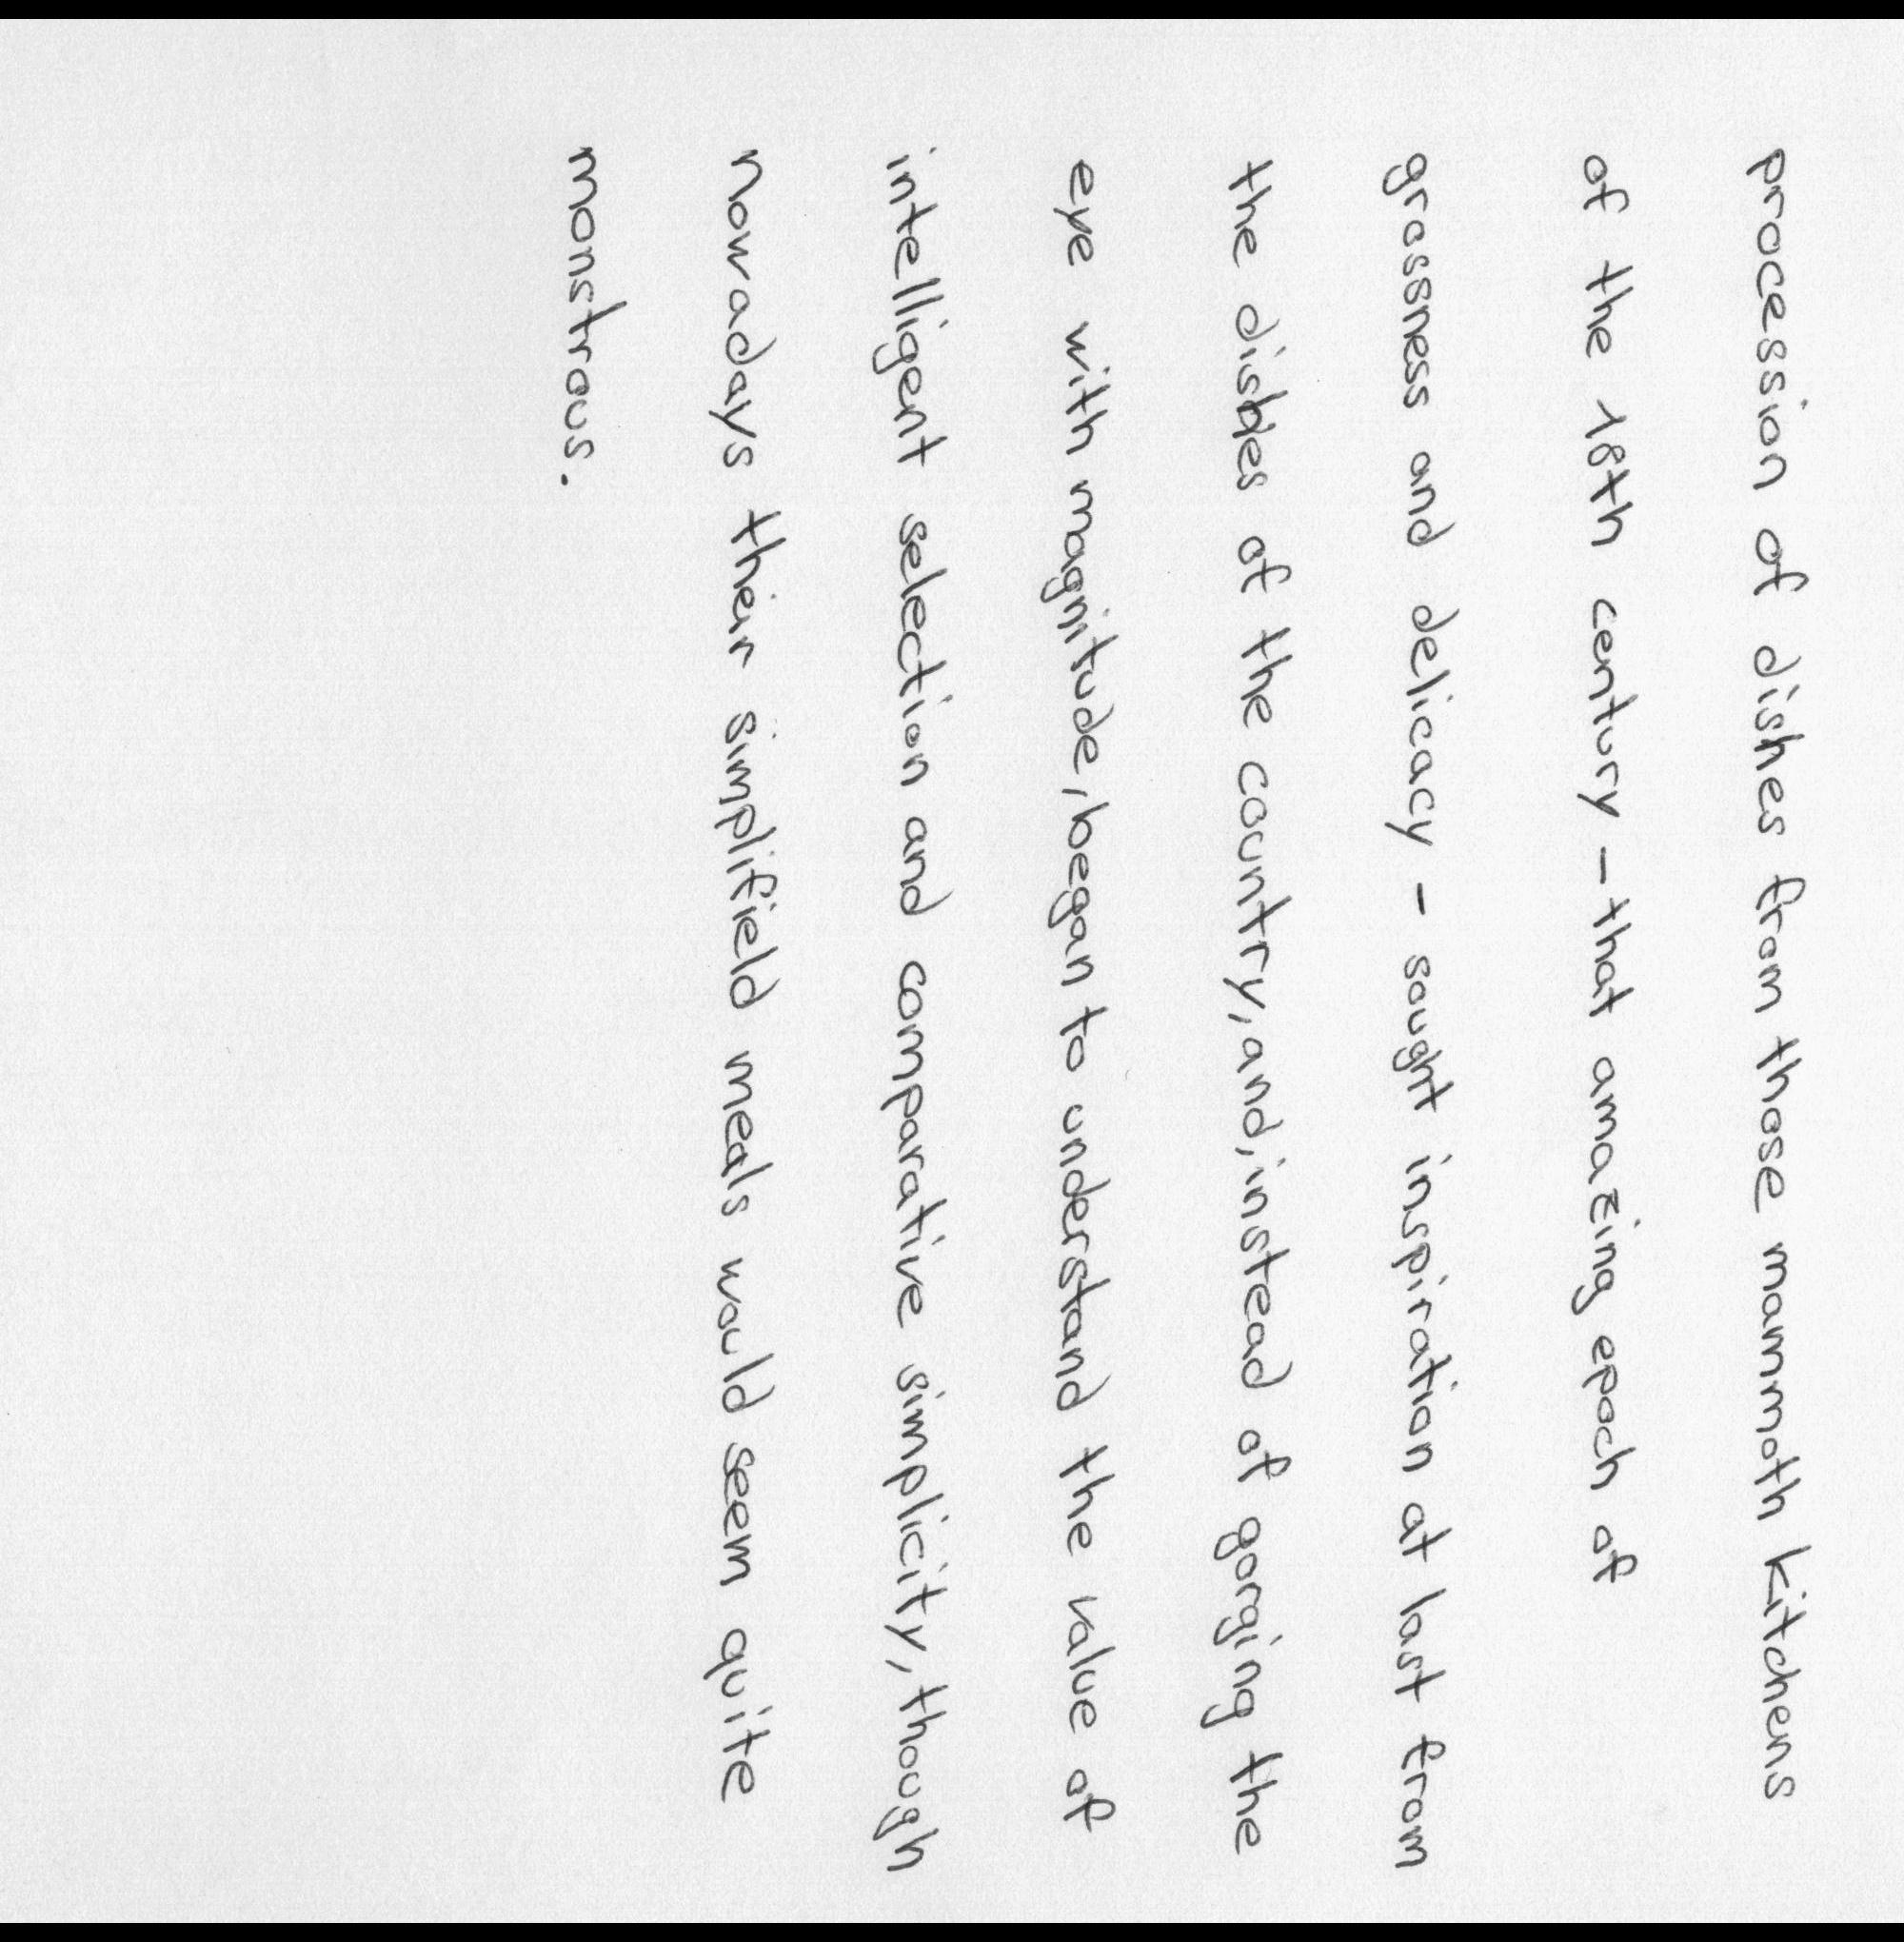 procession of dishes from those mammoth kitchens
of the 18th century - that amazing epoch of
grossness and delicacy - sought inspiration at last from
the dishes of the country, and, instead of gorging the
eye with magnitude, began to understand the value of
intelligent selection and comparative simplicity, though
nowadays their simplifield meals would seem quite
monstrous.